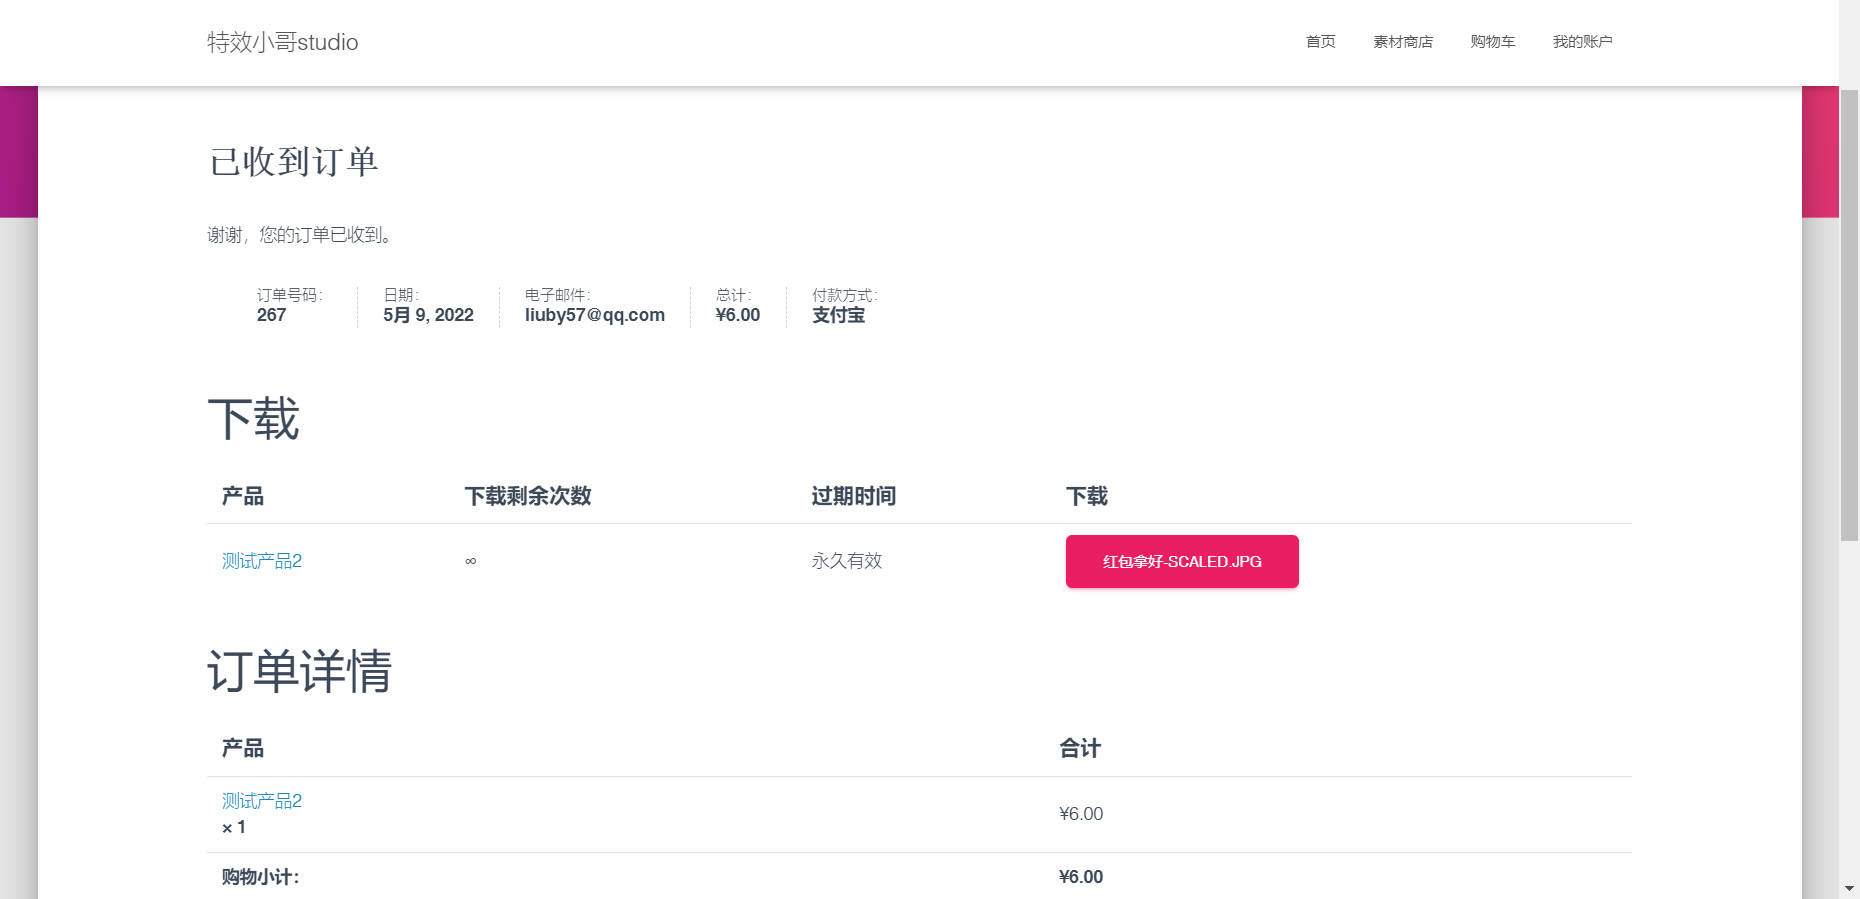 特效小哥studio 首页 素材商店 购物车 我的账户
已收到订单
谢谢，您的订单已收到。
订单号码： 日期： 电子邮件： 总计： 付款方式：
267 5月 9, 2022 liuby57@qq.com ¥6.00 支付宝
下载
产品 下载剩余次数 过期时间 下载
测试产品2 ∞ 永久有效 红包拿好-SCALED.JPG
订单详情
产品 合计
测试产品2 ¥6.00
× 1
购物小计： ¥6.00